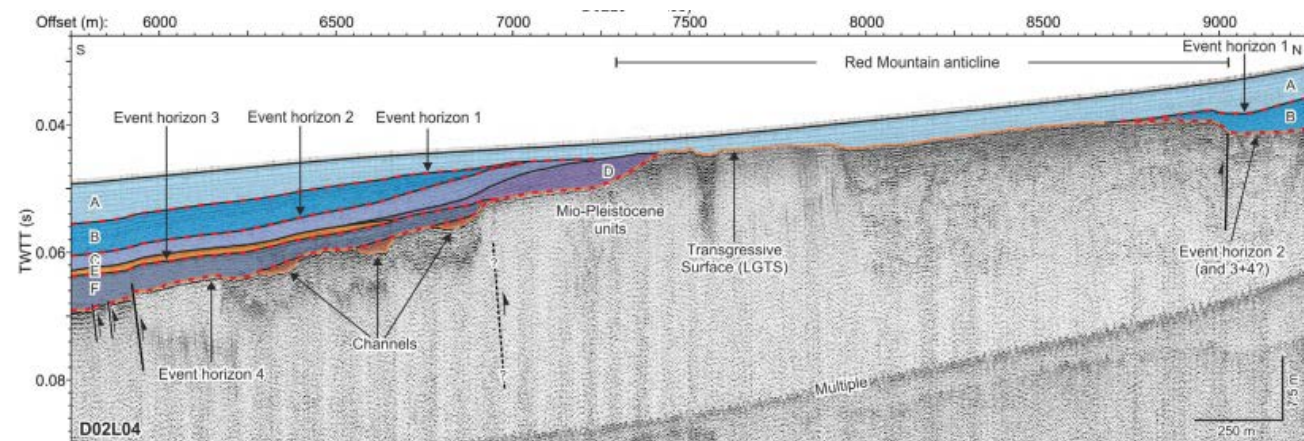 Offset (m): 6000 6500 7000 7500 8000 8500 9000
S
N
Event horizon 1
Red Mountain anticline
A
B
0.04
Event horizon 3 Event horizon 2 Event horizon 1
D
A
B
C
E
F
Mio-Pleistocene
units
Transgressive
Surface (LGTS)
Event horizon 2
(and 3+4?)
TWTT (s)
0.06
?
Channels
Event horizon 4
?
0.08
Multiple
7.5 m
250 m
D02L04